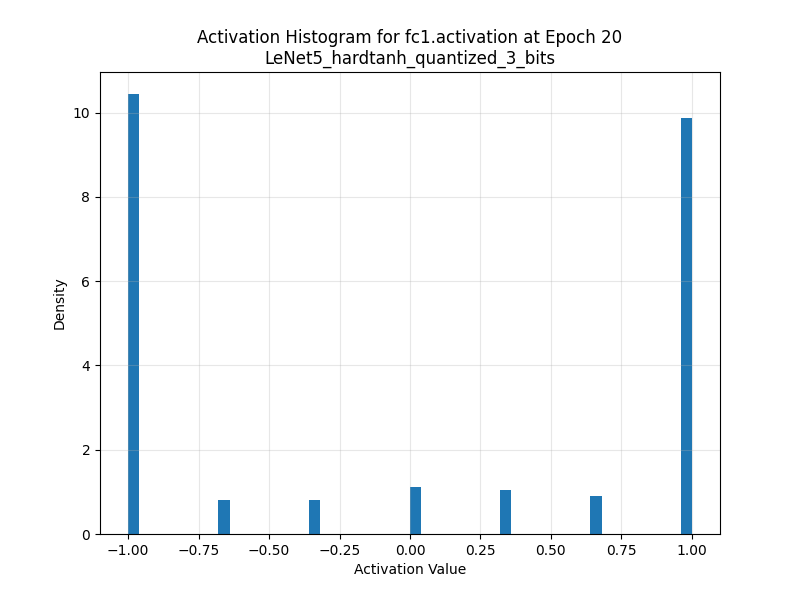 Activation Histogram for fc1.activation at Epoch 20
LeNet5_hardtanh_quantized_3_bits
10
8
6
4
2
0
Density
−1.00 −0.75 −0.50 −0.25 0.00 0.25 0.50 0.75 1.00
Activation Value